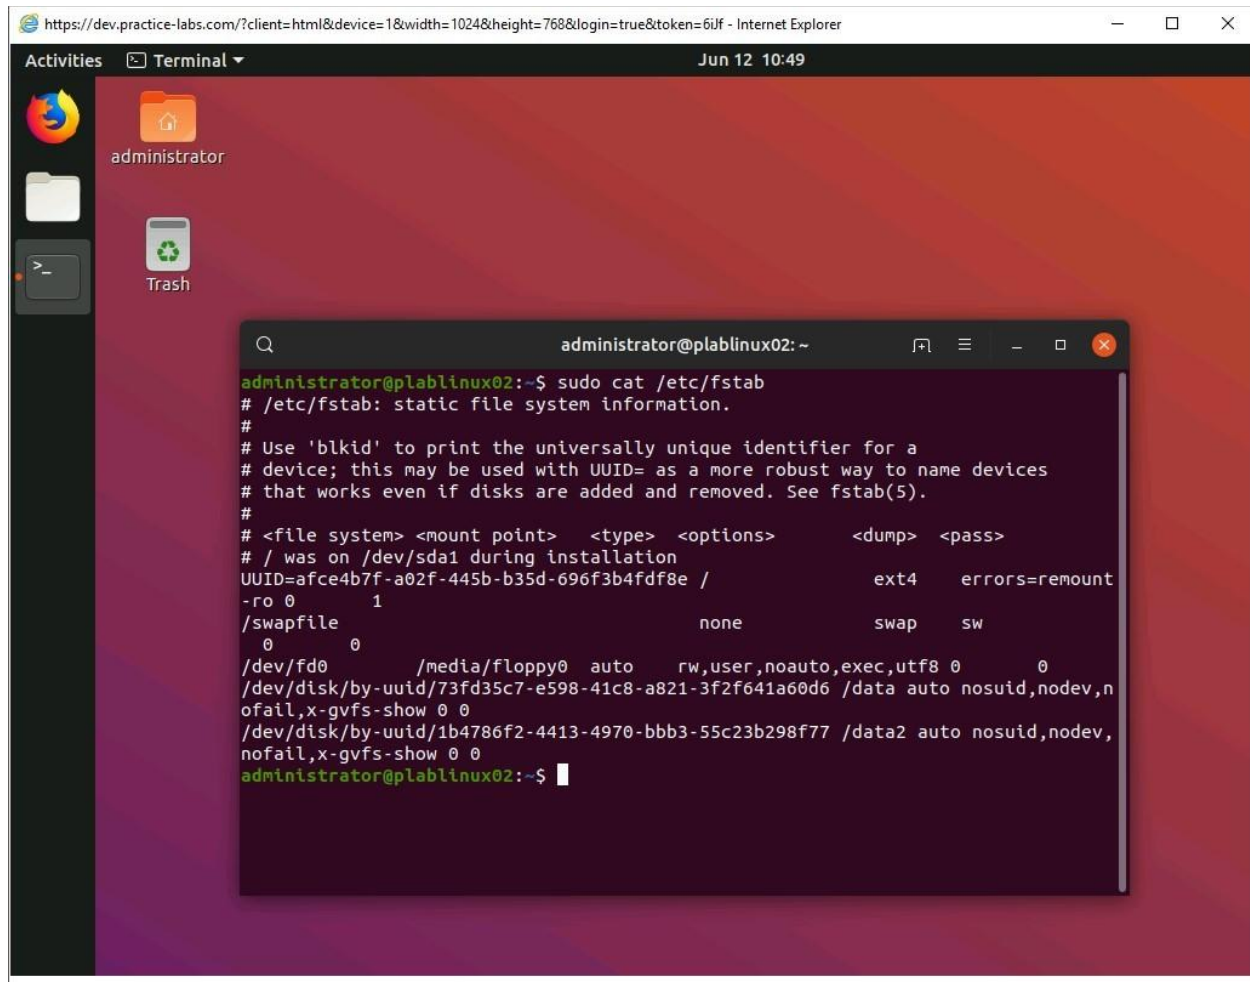 https://dev.practice-labs.com/?client=html&device=1&width=1024&height=768&login=true&token=6iJf - Internet Explorer
Activities Terminal Jun 12 10:49
administrator
Trash
administrator@plablinux02: ~
administrator@plablinux02:~$ sudo cat /etc/fstab
# /etc/fstab: static file system information.
#
# Use 'blkid' to print the universally unique identifier for a
# device; this may be used with UUID= as a more robust way to name devices
# that works even if disks are added and removed. See fstab(5).
#
# <file system> <mount point>   <type>  <options>       <dump>  <pass>
# / was on /dev/sda1 during installation
UUID=afce4b7f-a02f-445b-b35d-696f3b4fdf8e /               ext4    errors=remount
-ro 0       1
/swapfile                                 none            swap    sw
  0       0
/dev/fd0        /media/floppy0  auto    rw,user,noauto,exec,utf8 0       0
/dev/disk/by-uuid/73fd35c7-e598-41c8-a821-3f2f641a60d6 /data auto nosuid,nodev,n
ofail,x-gvfs-show 0 0
/dev/disk/by-uuid/1b4786f2-4413-4970-bbb3-55c23b298f77 /data2 auto nosuid,nodev,
nofail,x-gvfs-show 0 0
administrator@plablinux02:~$